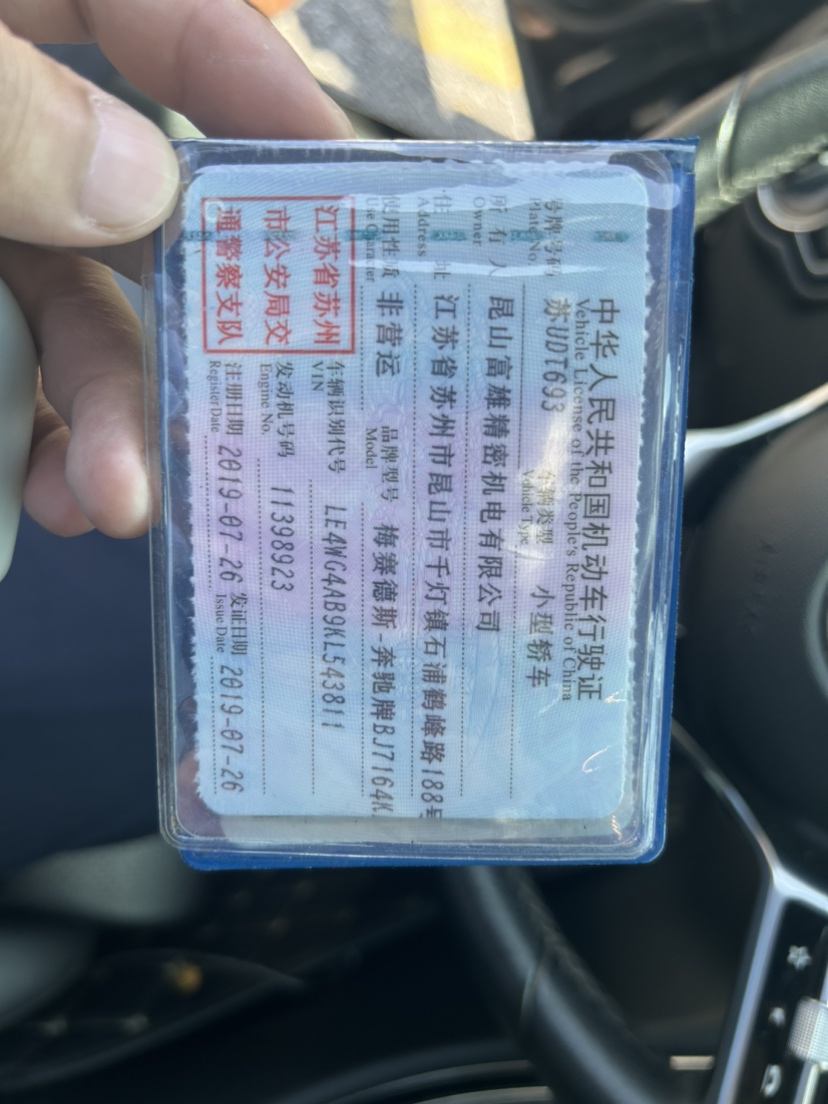 中华人民共和国机动车行驶证
Vehicle License of the People's Republic of China
号牌号码 苏UDT693 车辆类型 小型轿车
Plate No. Vehicle Type
所有人 昆山富雄精密机电有限公司
Owner
住址 江苏省苏州市昆山市千灯镇石浦鹤峰路188号
Address
使用性质 非营运 品牌型号 梅赛德斯-奔驰牌BJ7164K
Use Character Model
江苏省苏州
市公安局交
通警察支队
车辆识别代号 LE4WG4AB9KL543811
VIN
发动机号码 11398923
Engine No.
注册日期 2019-07-26 发证日期 2019-07-26
Register Date Issue Date